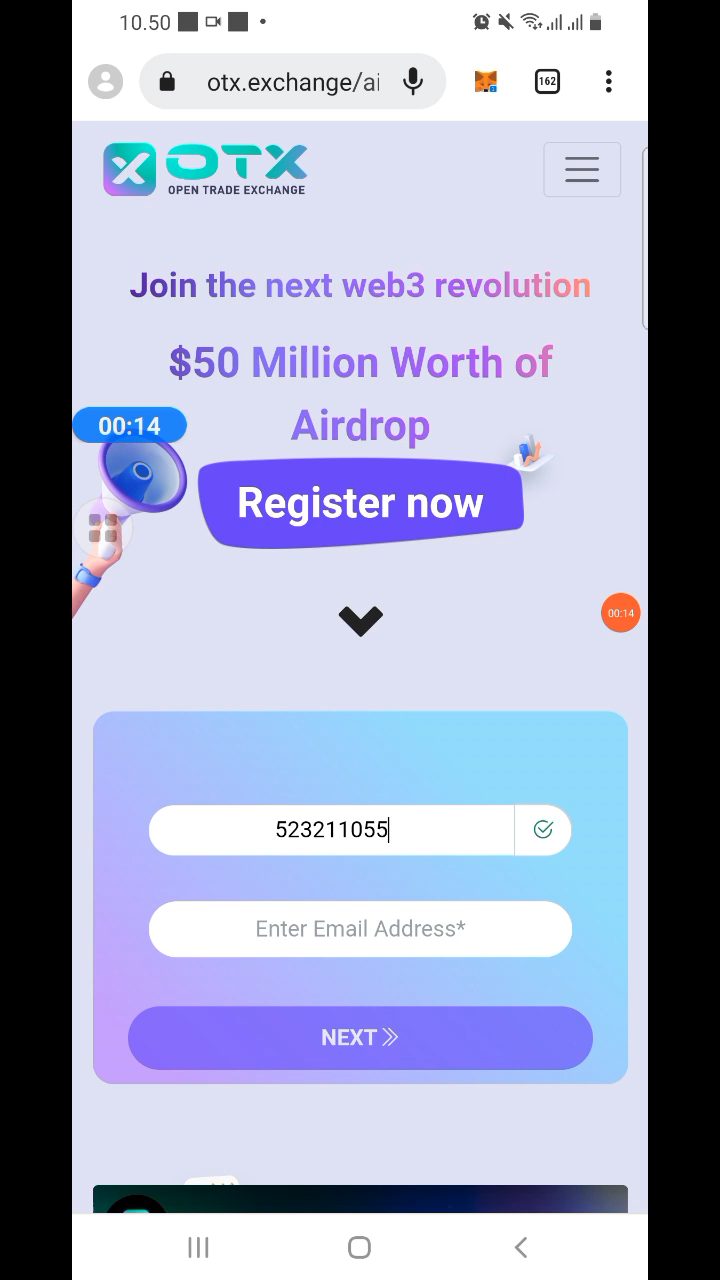 10.50
otx.exchange/ai
162
OTX
OPEN TRADE EXCHANGE
Join the next web3 revolution
$50 Million Worth of
Airdrop
00:14
Register now
00:14
523211055
Enter Email Address*
NEXT